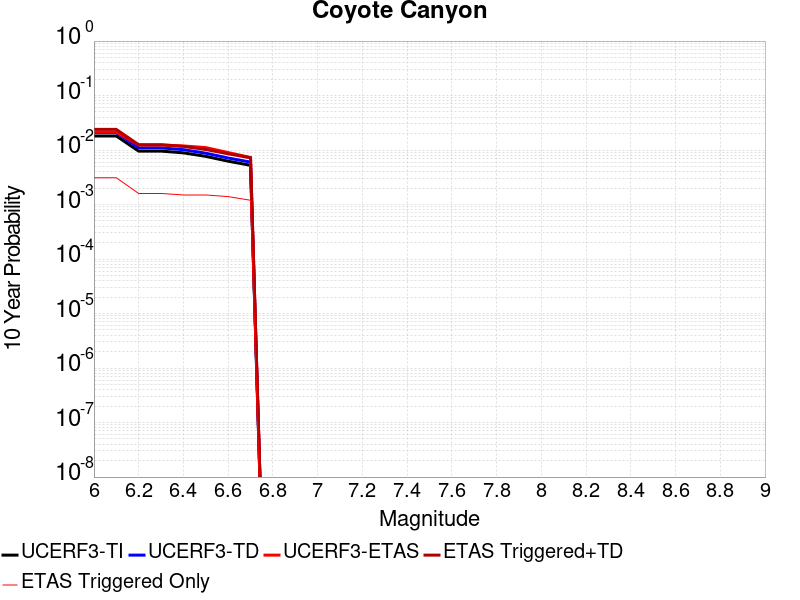 Coyote Canyon
10^0
10^-1
10^-2
10^-3
10^-4
10^-5
10^-6
10^-7
10^-8
10 Year Probability
6 6.2 6.4 6.6 6.8 7 7.2 7.4 7.6 7.8 8 8.2 8.4 8.6 8.8 9
Magnitude
UCERF3-TI UCERF3-TD UCERF3-ETAS ETAS Triggered+TD
ETAS Triggered Only